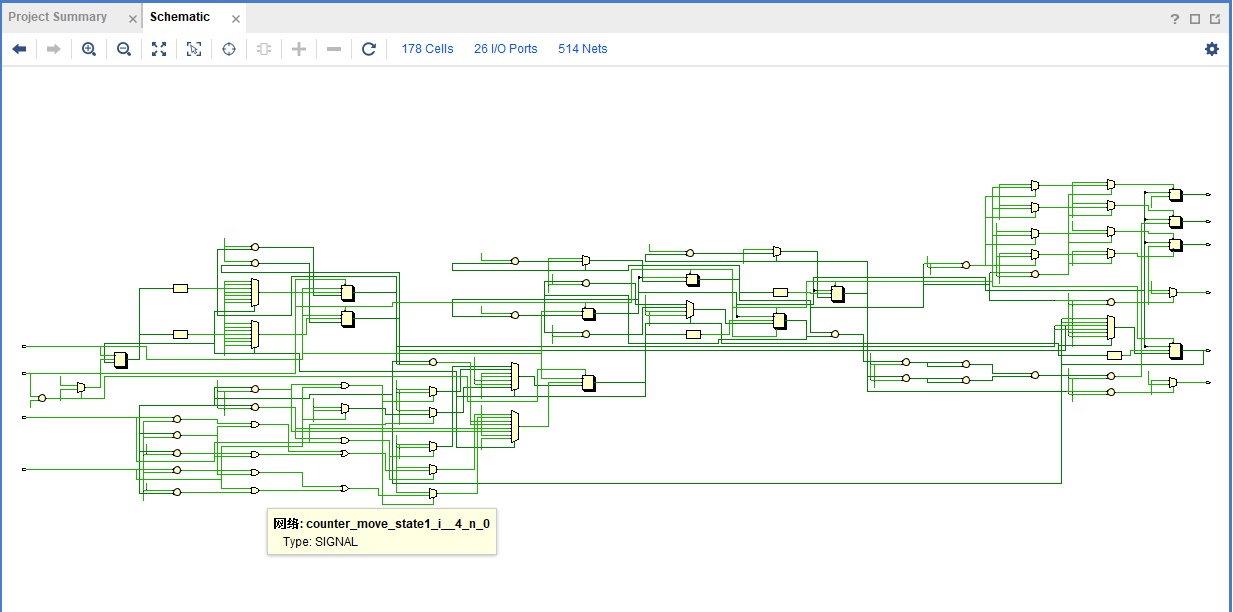 Project Summary
Schematic
178 Cells
26 I/O Ports
514 Nets
网络: counter_move_state1_i__4_n_0
Type: SIGNAL